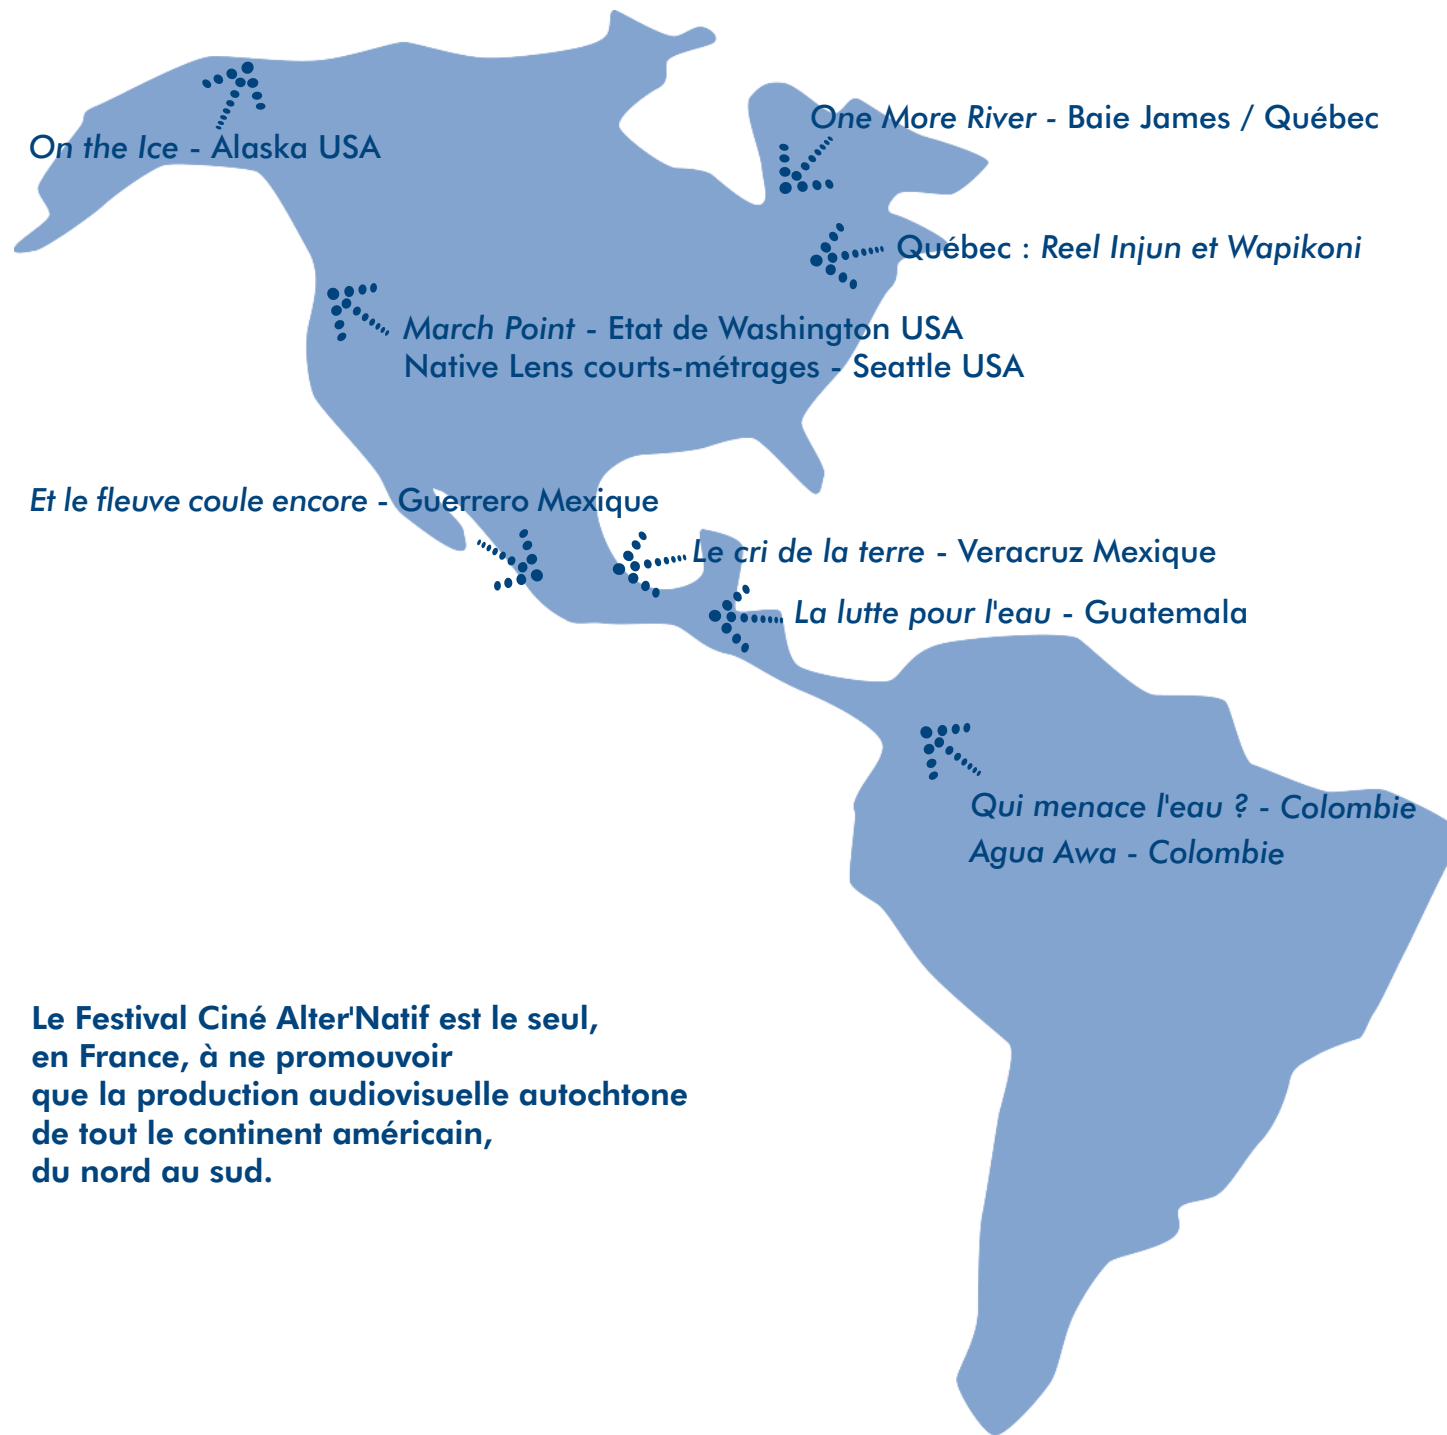 One More River - Baie James / Québec
On the Ice - Alaska USA
Québec : Reel Injun et Wapikoni
March Point - Etat de Washington USA
Native Lens courts-métrages - Seattle USA
Et le fleuve coule encore - Guerrero Mexique
Le cri de la terre - Veracruz Mexique
La lutte pour l'eau - Guatemala
Qui menace l'eau ? - Colombie
Agua Awa - Colombie
Le Festival Ciné Alter'Natif est le seul,
en France, à ne promouvoir
que la production audiovisuelle autochtone
de tout le continent américain,
du nord au sud.